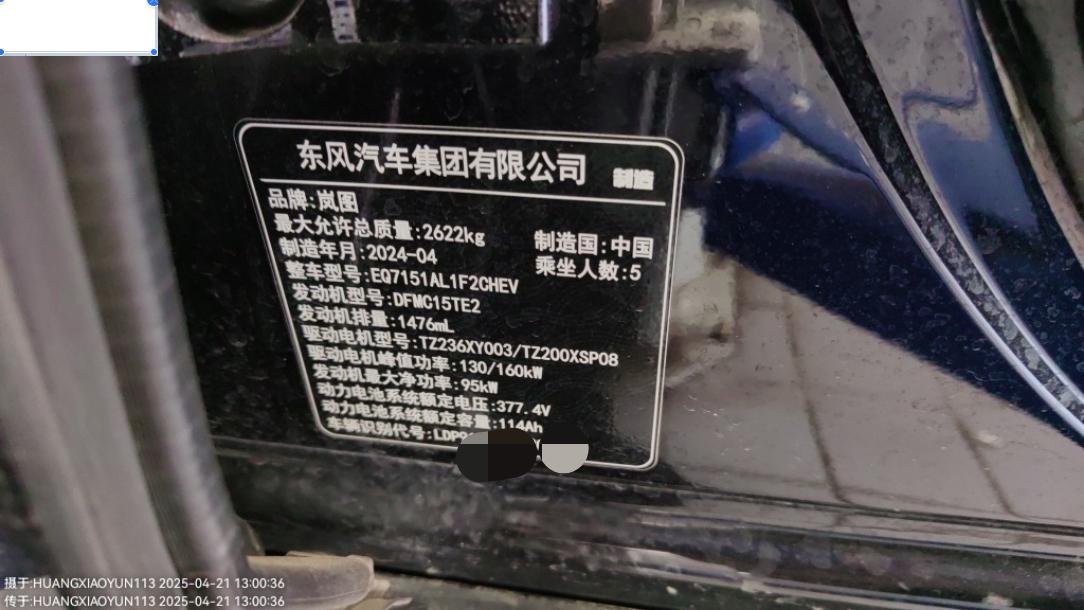 东风汽车集团有限公司 制造
品牌:岚图
最大允许总质量:2622kg 制造国:中国
制造年月:2024-04 乘坐人数:5
整车型号:EQ7151AL1F2CHEV
发动机型号:DFMC15TE2
发动机排量:1476mL
驱动电机型号:TZ236XY003/TZ200XSP08
驱动电机峰值功率:130/160kW
发动机最大净功率:95kW
动力电池系统额定电压:377.4V
动力电池系统额定容量:114Ah
车辆识别代号:LDP9
摄于:HUANGXIAOYUN113 2025-04-21 13:00:36
传于:HUANGXIAOYUN113 2025-04-21 13:00:36